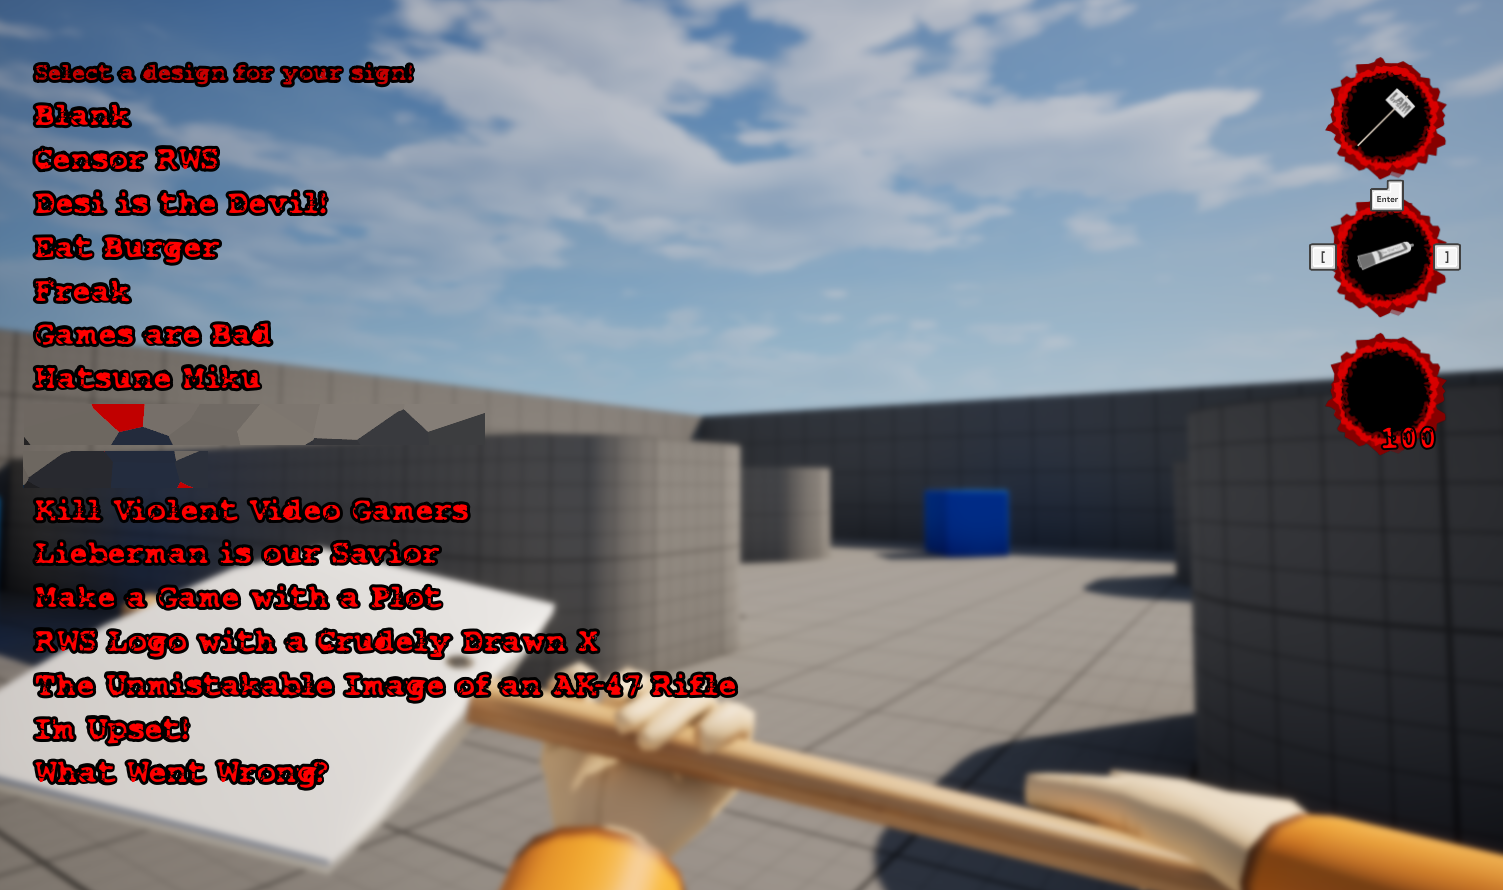 Select a design for your sign!
Blank
Censor RWS
Desi is the Devil!
Eat Burger
Freak
Games are Bad
Hatsune Miku
Kill Violent Video Gamers
Lieberman is our Savior
Make a Game with a Plot
RWS Logo with a Crudely Drawn X
The Unmistakable Image of an AK-47 Rifle
I'm Upset!
What Went Wrong?
LAM
Enter
[
]
100